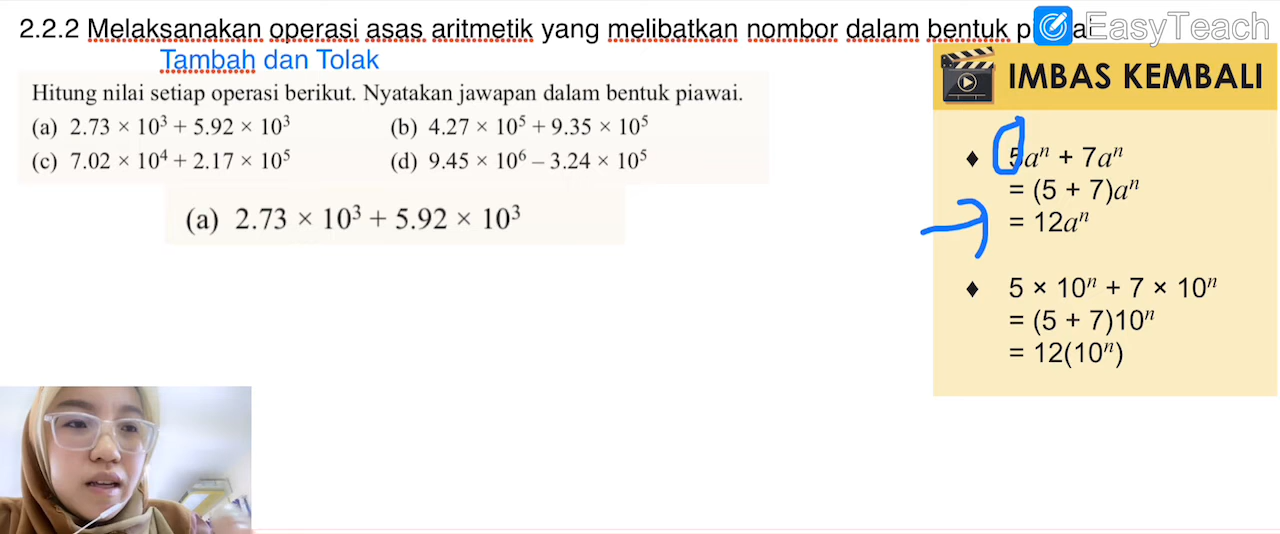 2.2.2 Melaksanakan operasi asas aritmetik yang melibatkan nombor dalam bentuk
EasyTeach
Tambah dan Tolak
Hitung nilai setiap operasi berikut. Nyatakan jawapan dalam bentuk piawai.
(a) 2.73 × 10³ + 5.92 × 10³ (b) 4.27 × 10⁵ + 9.35 × 10⁵
(c) 7.02 × 10⁴ + 2.17 × 10⁵ (d) 9.45 × 10⁶ – 3.24 × 10⁵
(a) 2.73 × 10³ + 5.92 × 10³
IMBAS KEMBALI
♦ 5aⁿ + 7aⁿ
= (5 + 7)aⁿ
= 12aⁿ
♦ 5 × 10ⁿ + 7 × 10ⁿ
= (5 + 7)10ⁿ
= 12(10ⁿ)